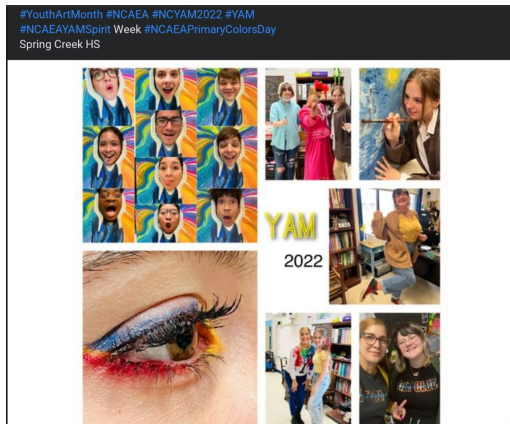 #YouthArtMonth #NCAEA #NCYAM2022 #YAM
#NCAEAYAMSpirit Week #NCAEAPrimaryColorsDay
Spring Creek HS
YAM
2022